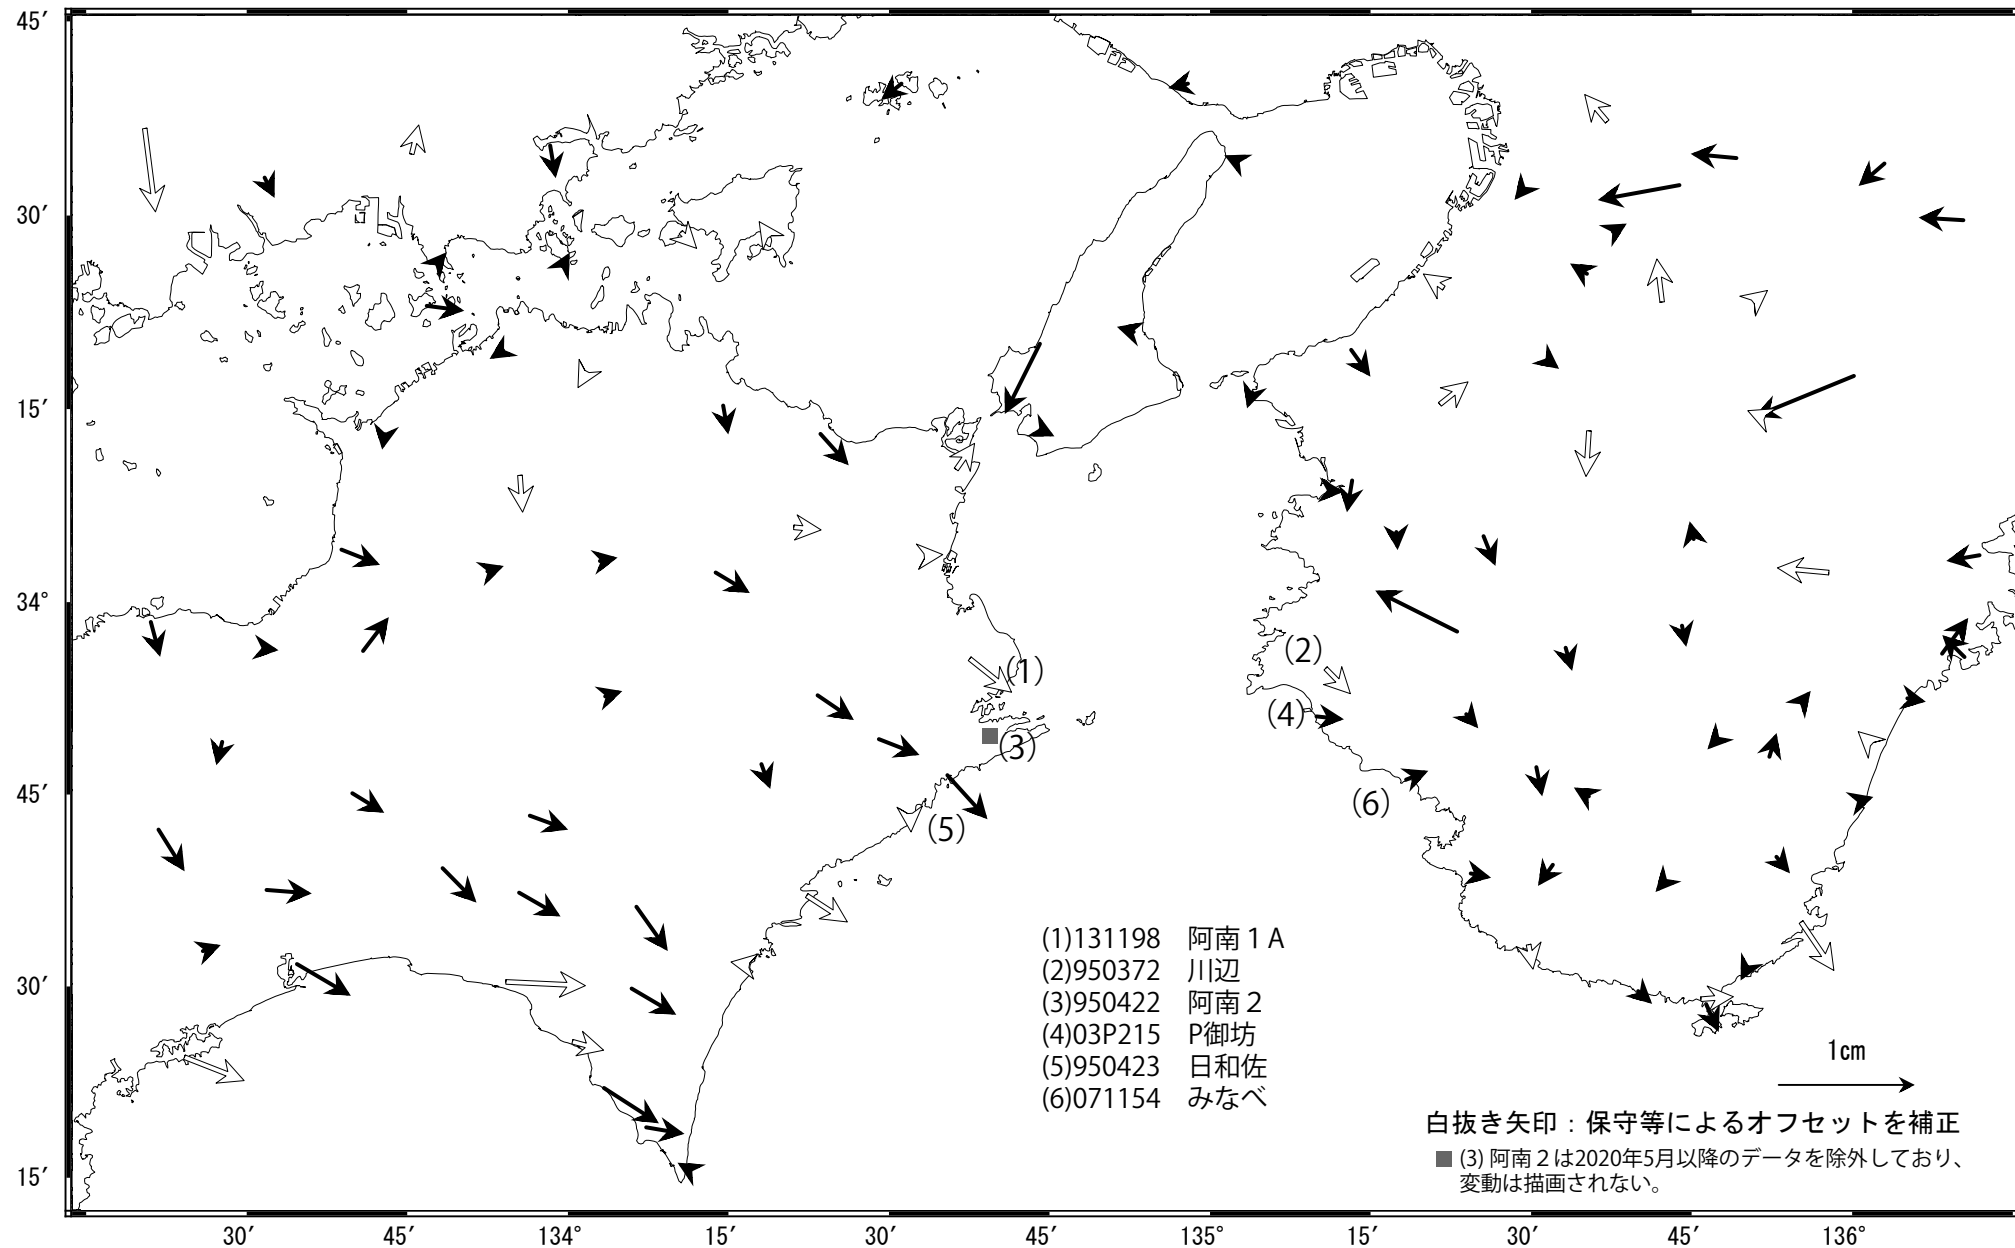 45′
30′
15′
34°
45′
30′
15′
(1)
(2)
(4)
(3)
(6)
(5)
(1)131198 阿南１A
(2)950372 川辺
(3)950422 阿南２
(4)03P215 P御坊
(5)950423 日和佐
(6)071154 みなべ
1cm
白抜き矢印：保守等によるオフセットを補正
(3) 阿南２は2020年5月以降のデータを除外しており、
変動は描画されない。
30′ 45′ 134° 15′ 30′ 45′ 135° 15′ 30′ 45′ 136°